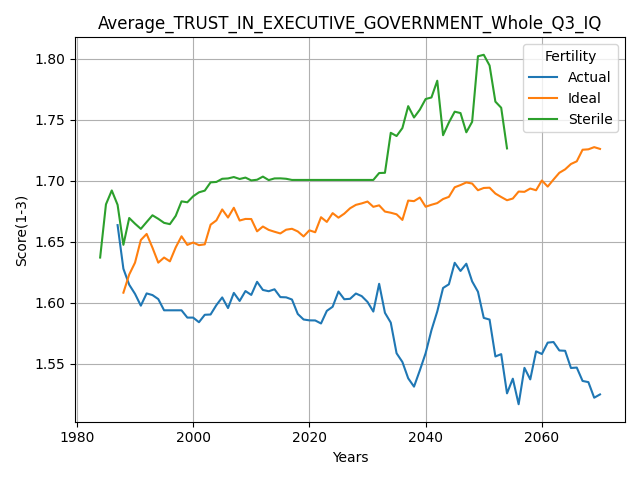 Average_TRUST_IN_EXECUTIVE_GOVERNMENT_Whole_Q3_IQ
Fertility
Actual
Ideal
Sterile
Score(1-3)
1.80
1.75
1.70
1.65
1.60
1.55
1980
2000
2020
2040
2060
Years